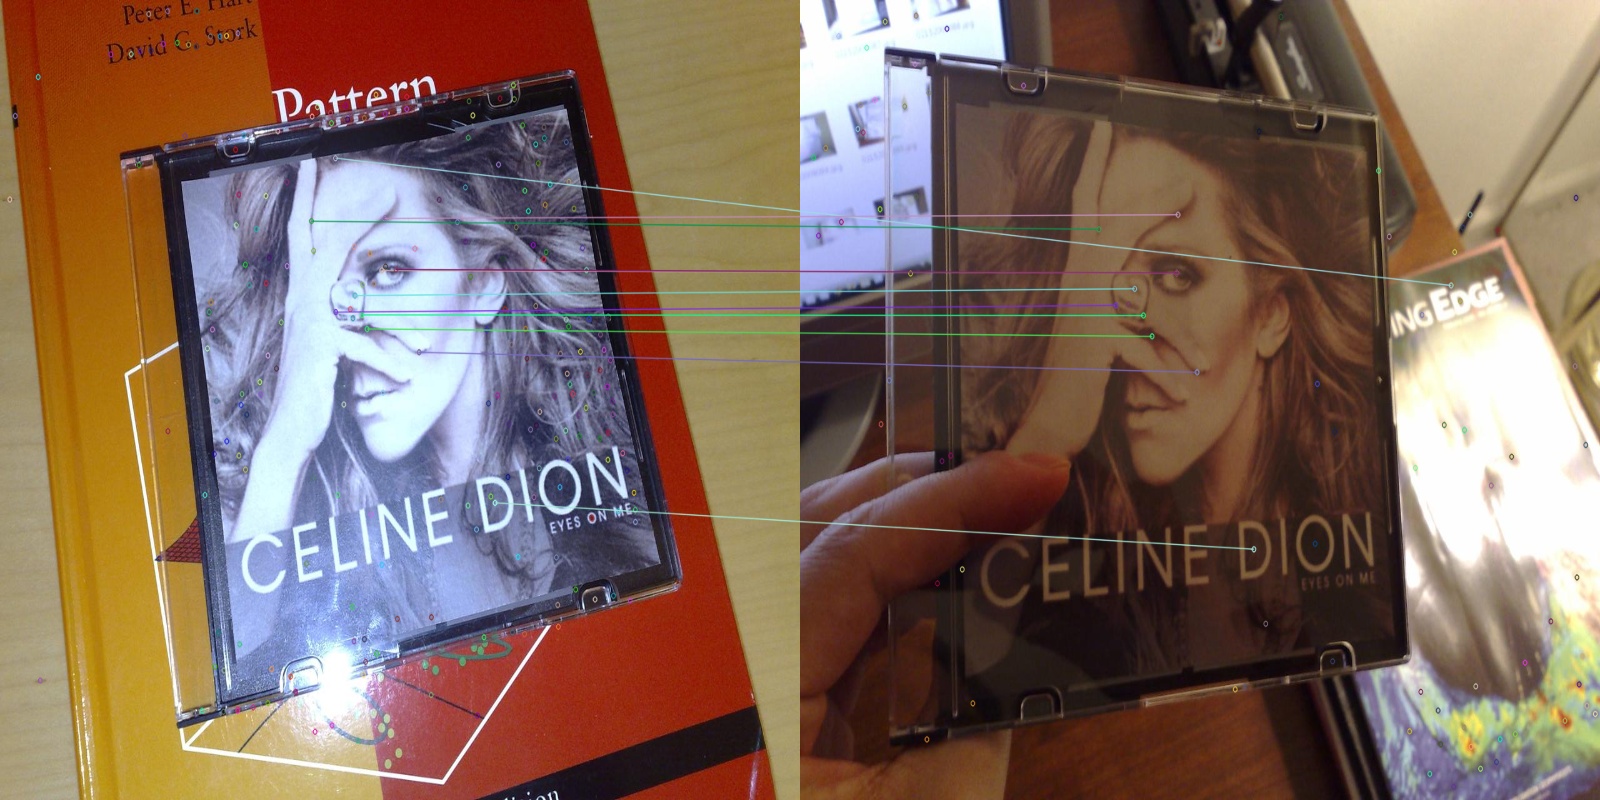 Peter E. Hart
David G. Stork
Pattern
CELINE DION
EYES ON ME
CELINE DION
EYES ON ME
ING EDGE